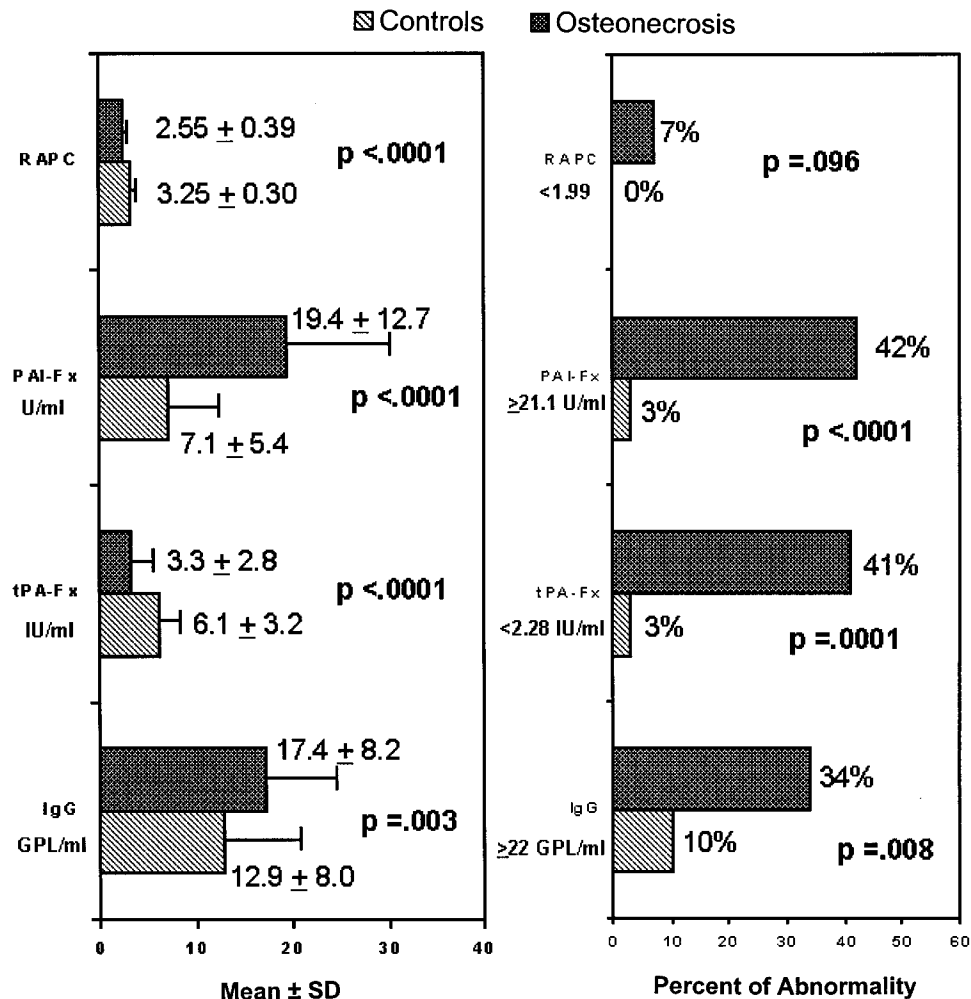 Controls Osteonecrosis
RAPC
2.55 ± 0.39
3.25 ± 0.30
p <.0001
PAI-Fx
U/ml
19.4 ± 12.7
7.1 ± 5.4
p <.0001
tPA-Fx
IU/ml
3.3 ± 2.8
6.1 ± 3.2
p <.0001
IgG
GPL/ml
17.4 ± 8.2
12.9 ± 8.0
p =.003
0 10 20 30 40
Mean ± SD
RAPC
<1.99
7%
0%
p =.096
PAI-Fx
≥21.1 U/ml
42%
3%
p <.0001
tPA-Fx
<2.28 IU/ml
41%
3%
p =.0001
IgG
≥22 GPL/ml
34%
10%
p =.008
0 10 20 30 40 50 60
Percent of Abnormality